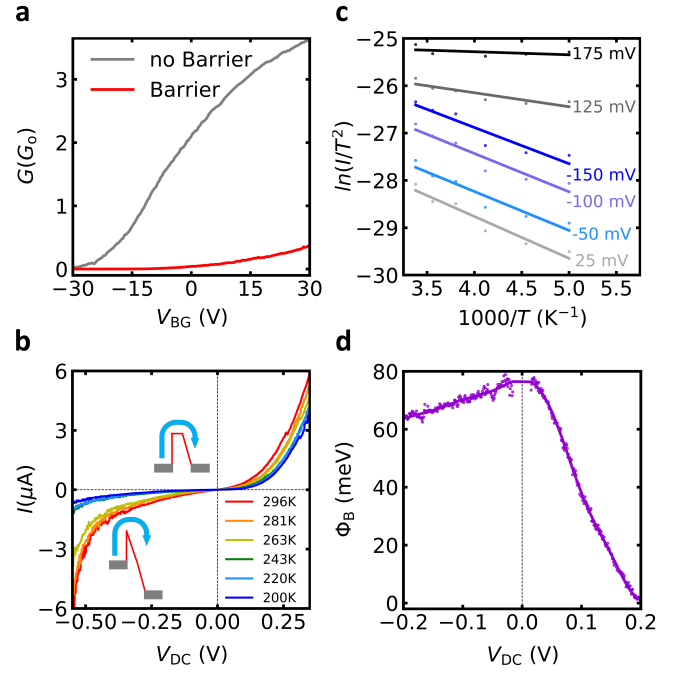 a
G(G₀)
3
2
1
0
no Barrier
Barrier
−30
−15
0
15
30
V_BG (V)
c
ln(I/T²)
−25
−26
−27
−28
−29
−30
175 mV
125 mV
-150 mV
-100 mV
-50 mV
25 mV
3.5
4.0
4.5
5.0
5.5
1000/T (K⁻¹)
b
I(μA)
6
3
0
−3
−6
296K
281K
263K
243K
220K
200K
−0.50
−0.25
0.00
0.25
V_DC (V)
d
Φ_B (meV)
80
60
40
20
0
−0.2
−0.1
0.0
0.1
0.2
V_DC (V)